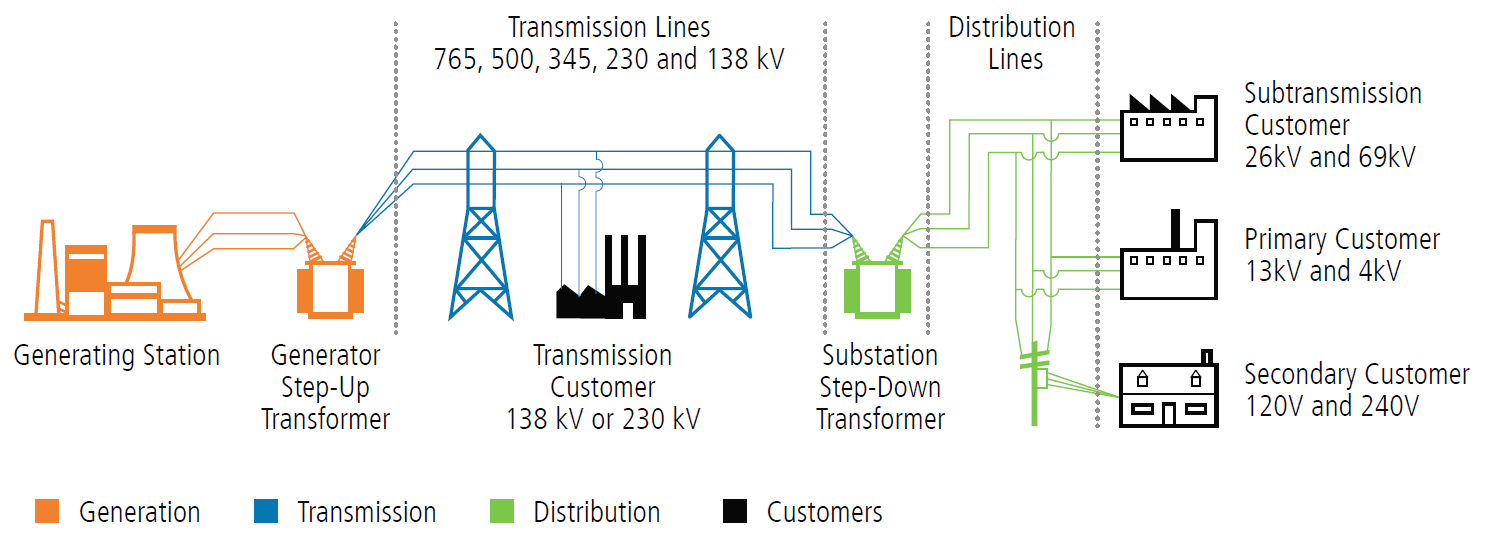 Transmission Lines
765, 500, 345, 230 and 138 kV
Distribution
Lines
Subtransmission
Customer
26kV and 69kV
Primary Customer
13kV and 4kV
Secondary Customer
120V and 240V
Generating Station
Generator
Step-Up
Transformer
Transmission
Customer
138 kV or 230 kV
Substation
Step-Down
Transformer
Generation
Transmission
Distribution
Customers